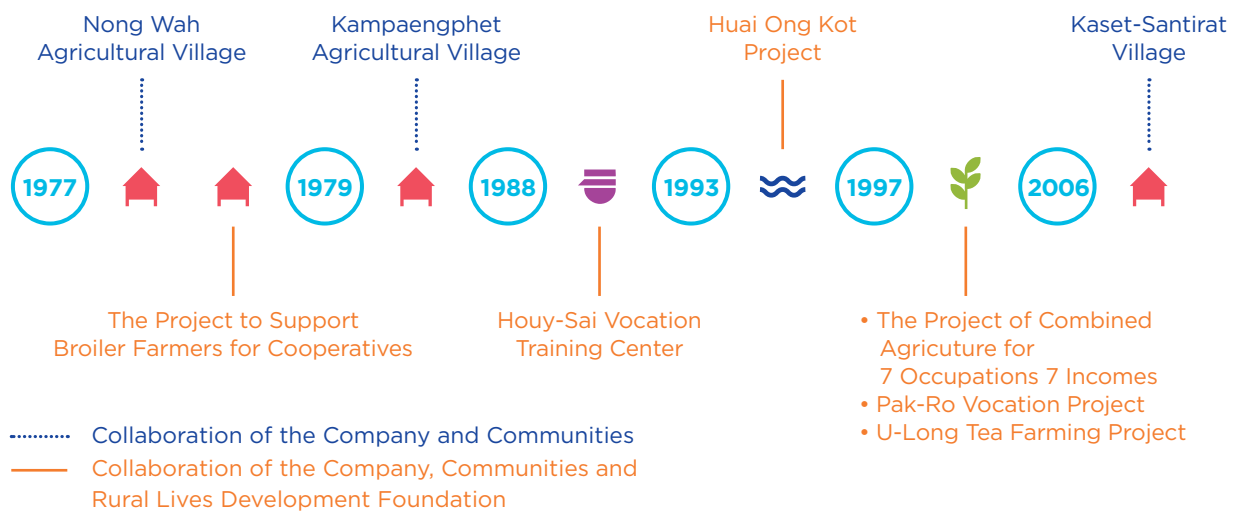 Nong Wah
Agricultural Village
Kampaengphet
Agricultural Village
Huai Ong Kot
Project
Kaset-Santirat
Village
1977
1979
1988
1993
1997
2006
The Project to Support
Broiler Farmers for Cooperatives
Houy-Sai Vocation
Training Center
• The Project of Combined
Agricuture for
7 Occupations 7 Incomes
• Pak-Ro Vocation Project
• U-Long Tea Farming Project
Collaboration of the Company and Communities
Collaboration of the Company, Communities and
Rural Lives Development Foundation